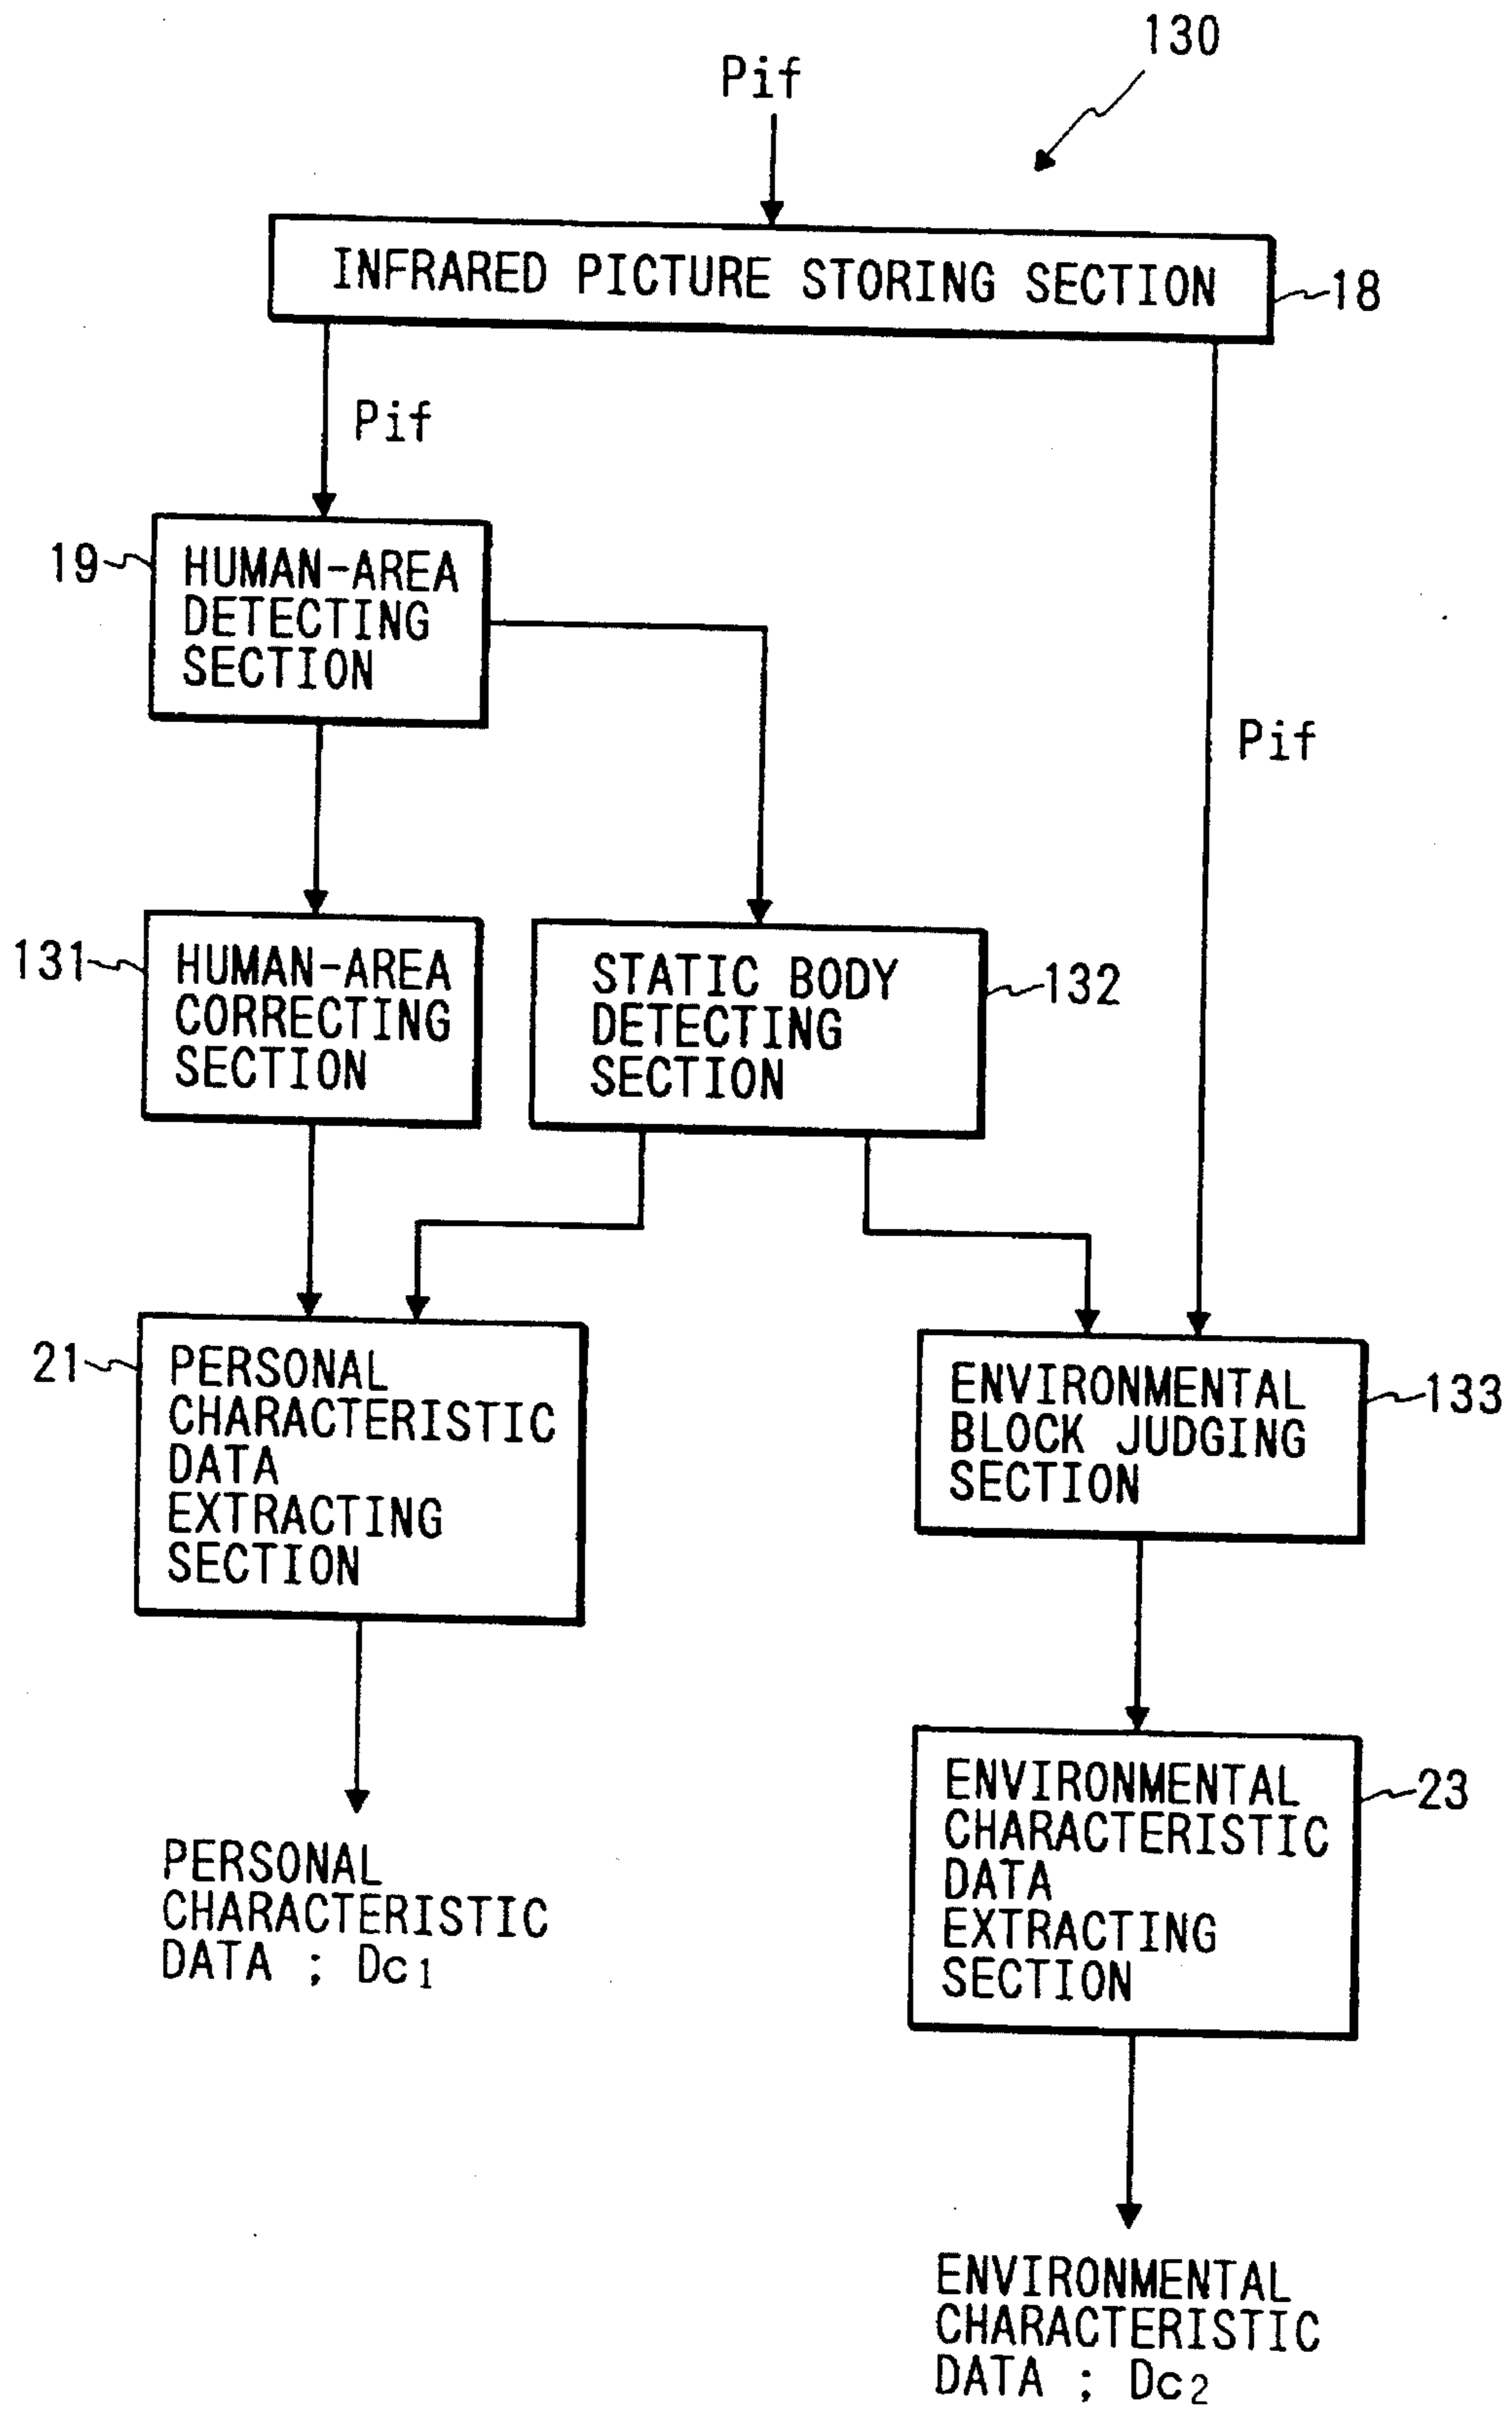 130
Pif
INFRARED PICTURE STORING SECTION
18
Pif
19
HUMAN-AREA
DETECTING
SECTION
Pif
131
HUMAN-AREA
CORRECTING
SECTION
STATIC BODY
DETECTING
SECTION
132
21
PERSONAL
CHARACTERISTIC
DATA
EXTRACTING
SECTION
ENVIRONMENTAL
BLOCK JUDGING
SECTION
133
ENVIRONMENTAL
CHARACTERISTIC
DATA
EXTRACTING
SECTION
23
PERSONAL
CHARACTERISTIC
DATA ; Dc1
ENVIRONMENTAL
CHARACTERISTIC
DATA ; Dc2